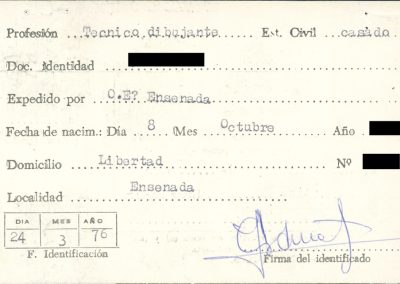 Profesión Tecnico dibujante Est. Civil casado
Doc. Identidad
Expedido por O.E? Ensenada
Fecha de nacim.: Día 8 Mes Octubre Año
Domicilio Libertad Nº
Localidad Ensenada
DIA MES AÑO
24 3 76
F. Identificación Firma del identificado